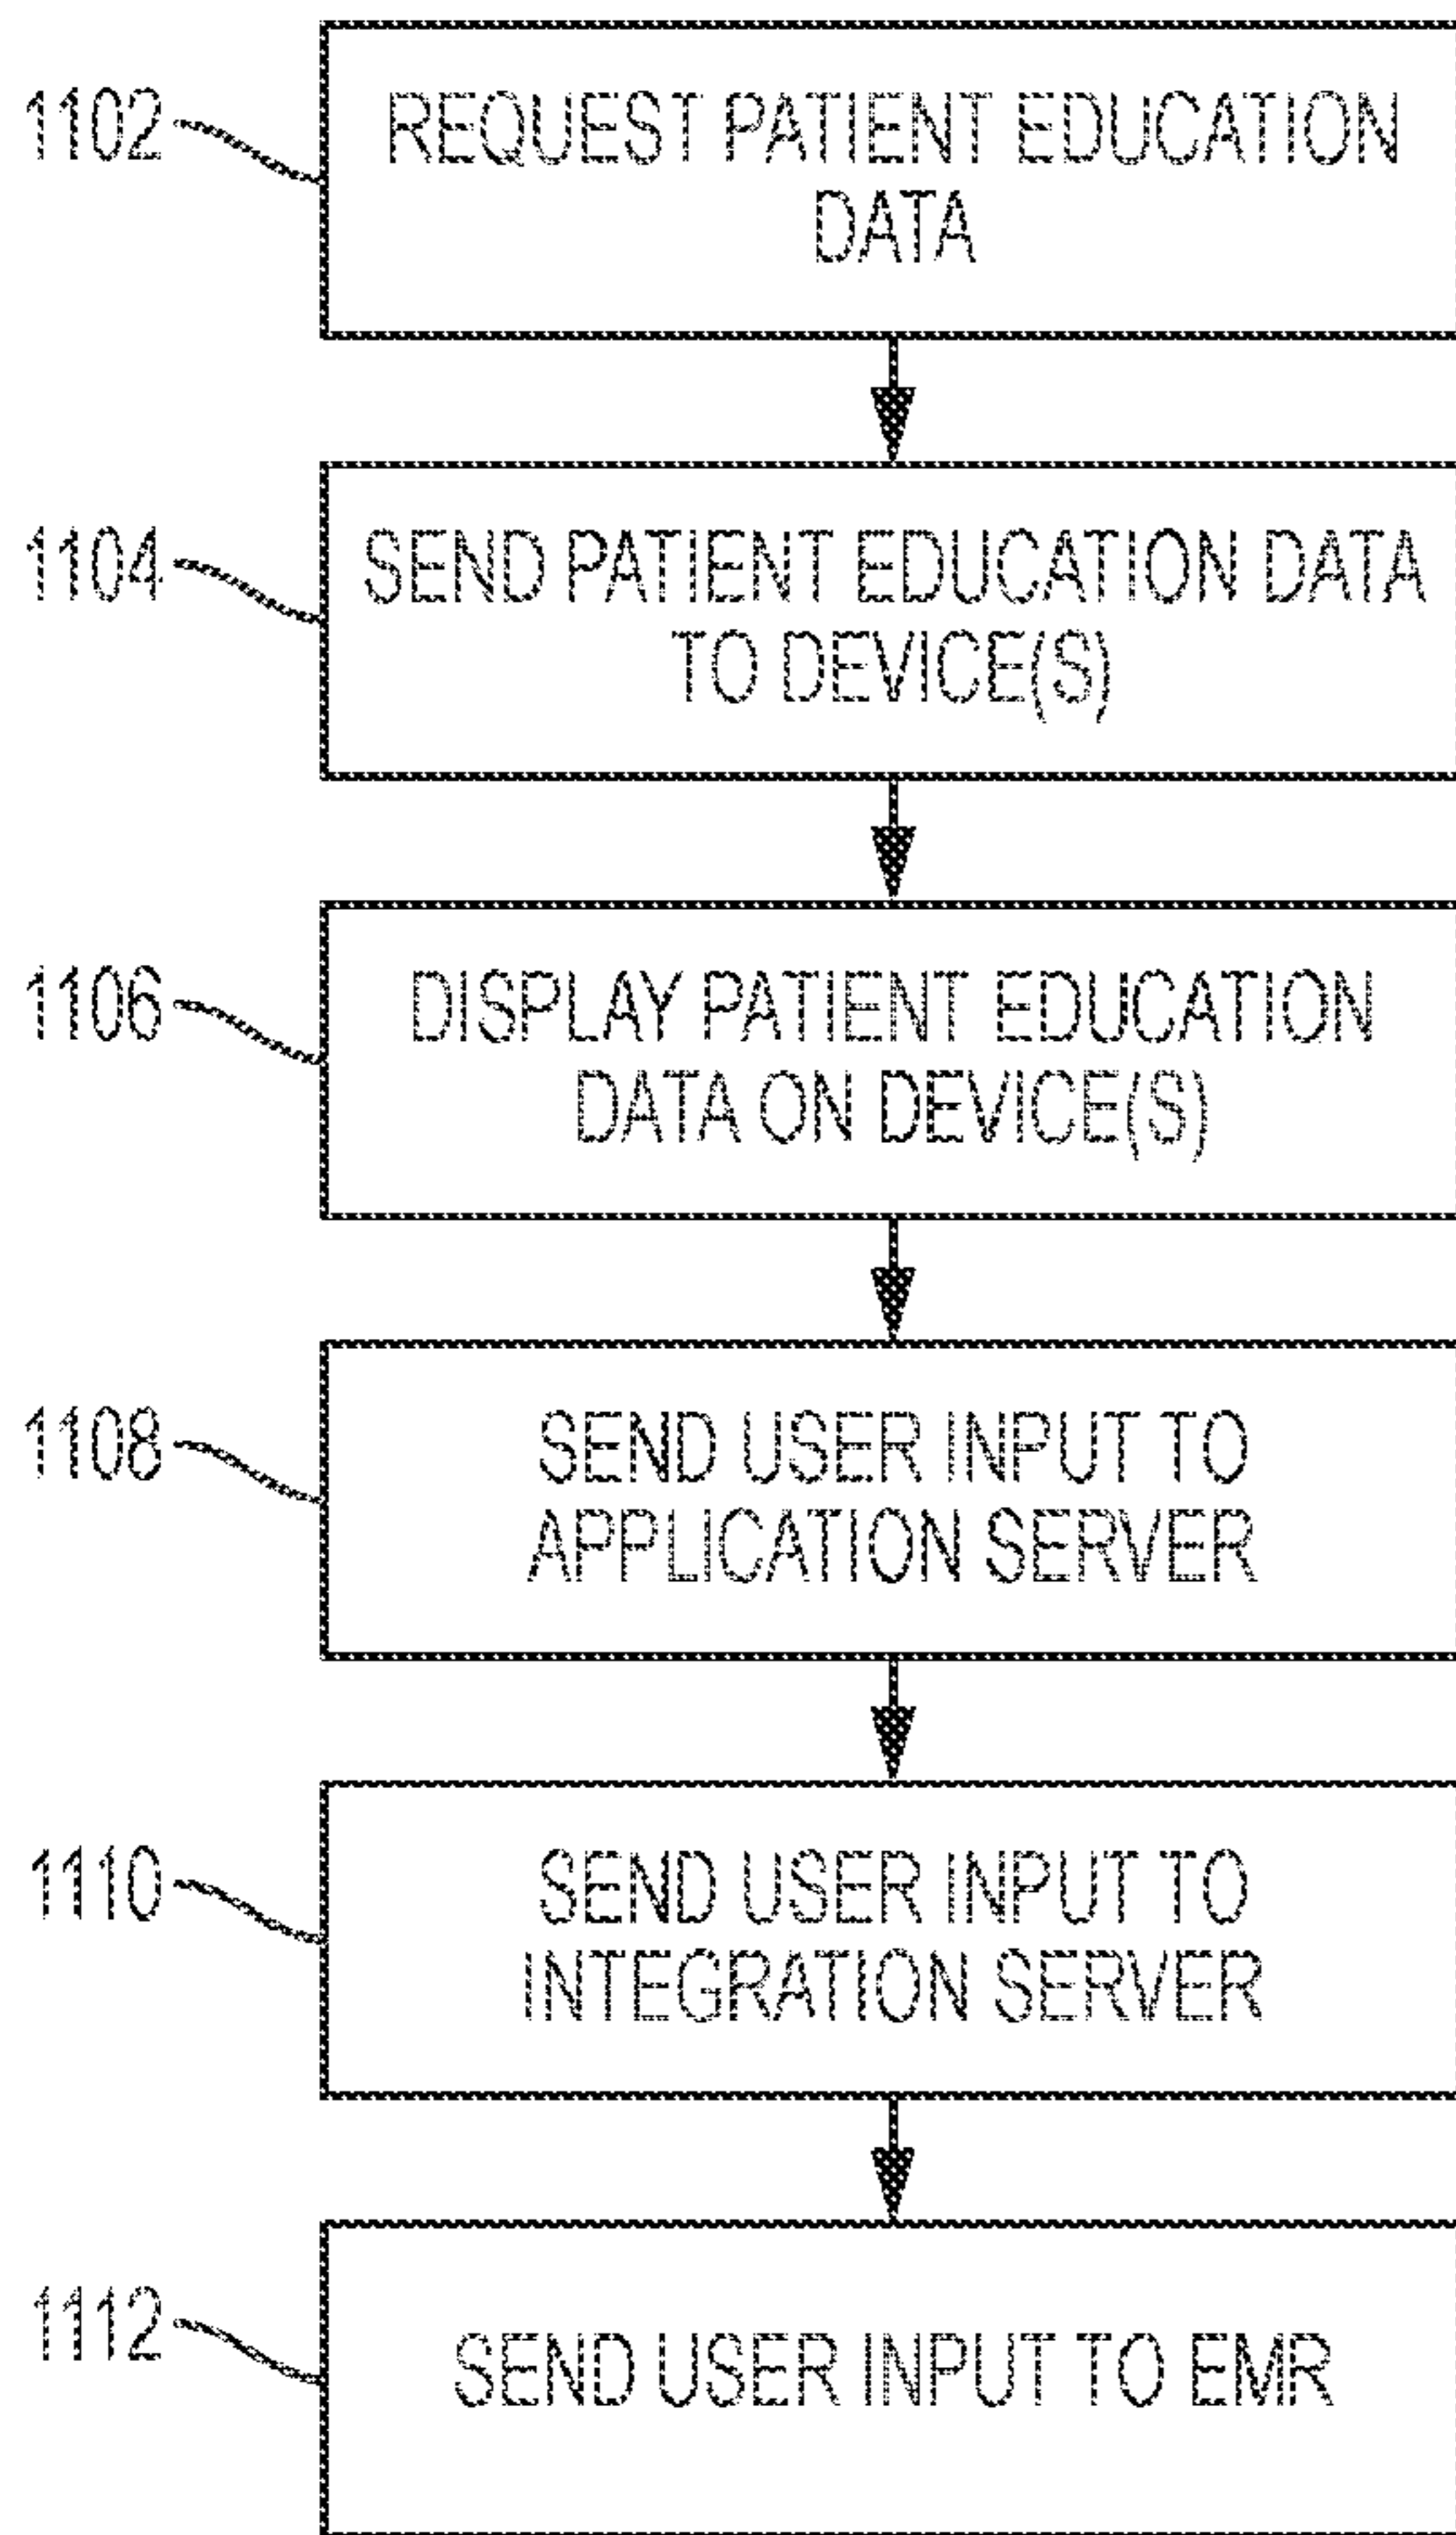 1102
REQUEST PATIENT EDUCATION
DATA
1104
SEND PATIENT EDUCATION DATA
TO DEVICE(S)
1106
DISPLAY PATIENT EDUCATION
DATA ON DEVICE(S)
1108
SEND USER INPUT TO
APPLICATION SERVER
1110
SEND USER INPUT TO
INTEGRATION SERVER
1112
SEND USER INPUT TO EMR